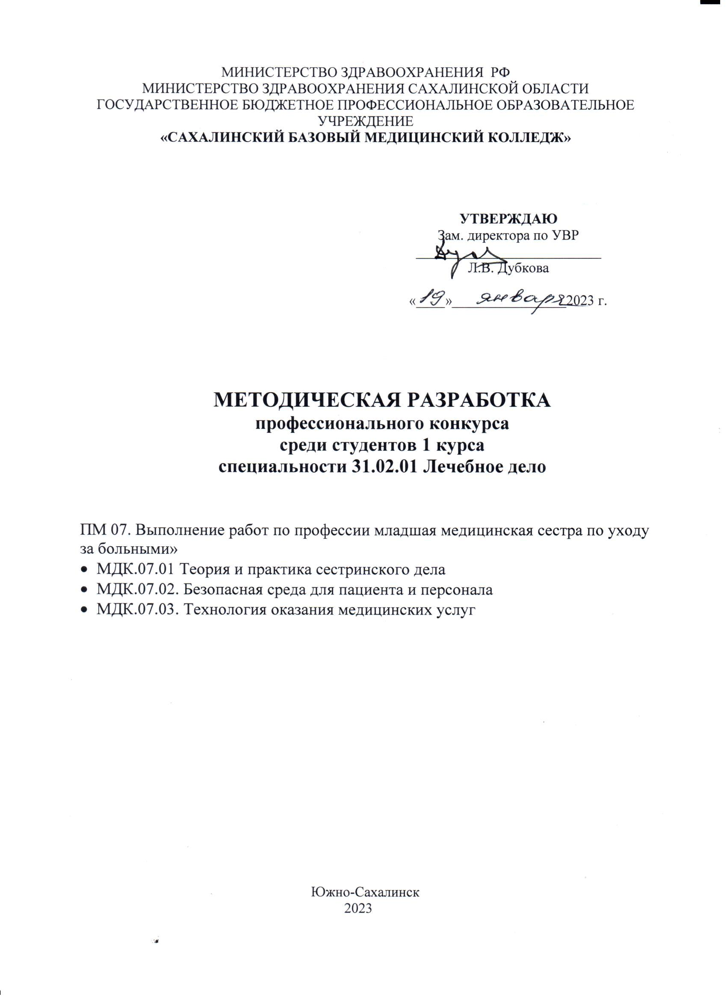 МИНИСТЕРСТВО ЗДРАВООХРАНЕНИЯ РФ
МИНИСТЕРСТВО ЗДРАВООХРАНЕНИЯ САХАЛИНСКОЙ ОБЛАСТИ
ГОСУДАРСТВЕННОЕ БЮДЖЕТНОЕ ПРОФЕССИОНАЛЬНОЕ ОБРАЗОВАТЕЛЬНОЕ
УЧРЕЖДЕНИЕ
«САХАЛИНСКИЙ БАЗОВЫЙ МЕДИЦИНСКИЙ КОЛЛЕДЖ»
УТВЕРЖДАЮ
Зам. директора по УВР
Л.В. Дубкова
«19» января 2023 г.
МЕТОДИЧЕСКАЯ РАЗРАБОТКА
профессионального конкурса
среди студентов 1 курса
специальности 31.02.01 Лечебное дело
ПМ 07. Выполнение работ по профессии младшая медицинская сестра по уходу
за больными»
• МДК.07.01 Теория и практика сестринского дела
• МДК.07.02. Безопасная среда для пациента и персонала
• МДК.07.03. Технология оказания медицинских услуг
Южно-Сахалинск
2023